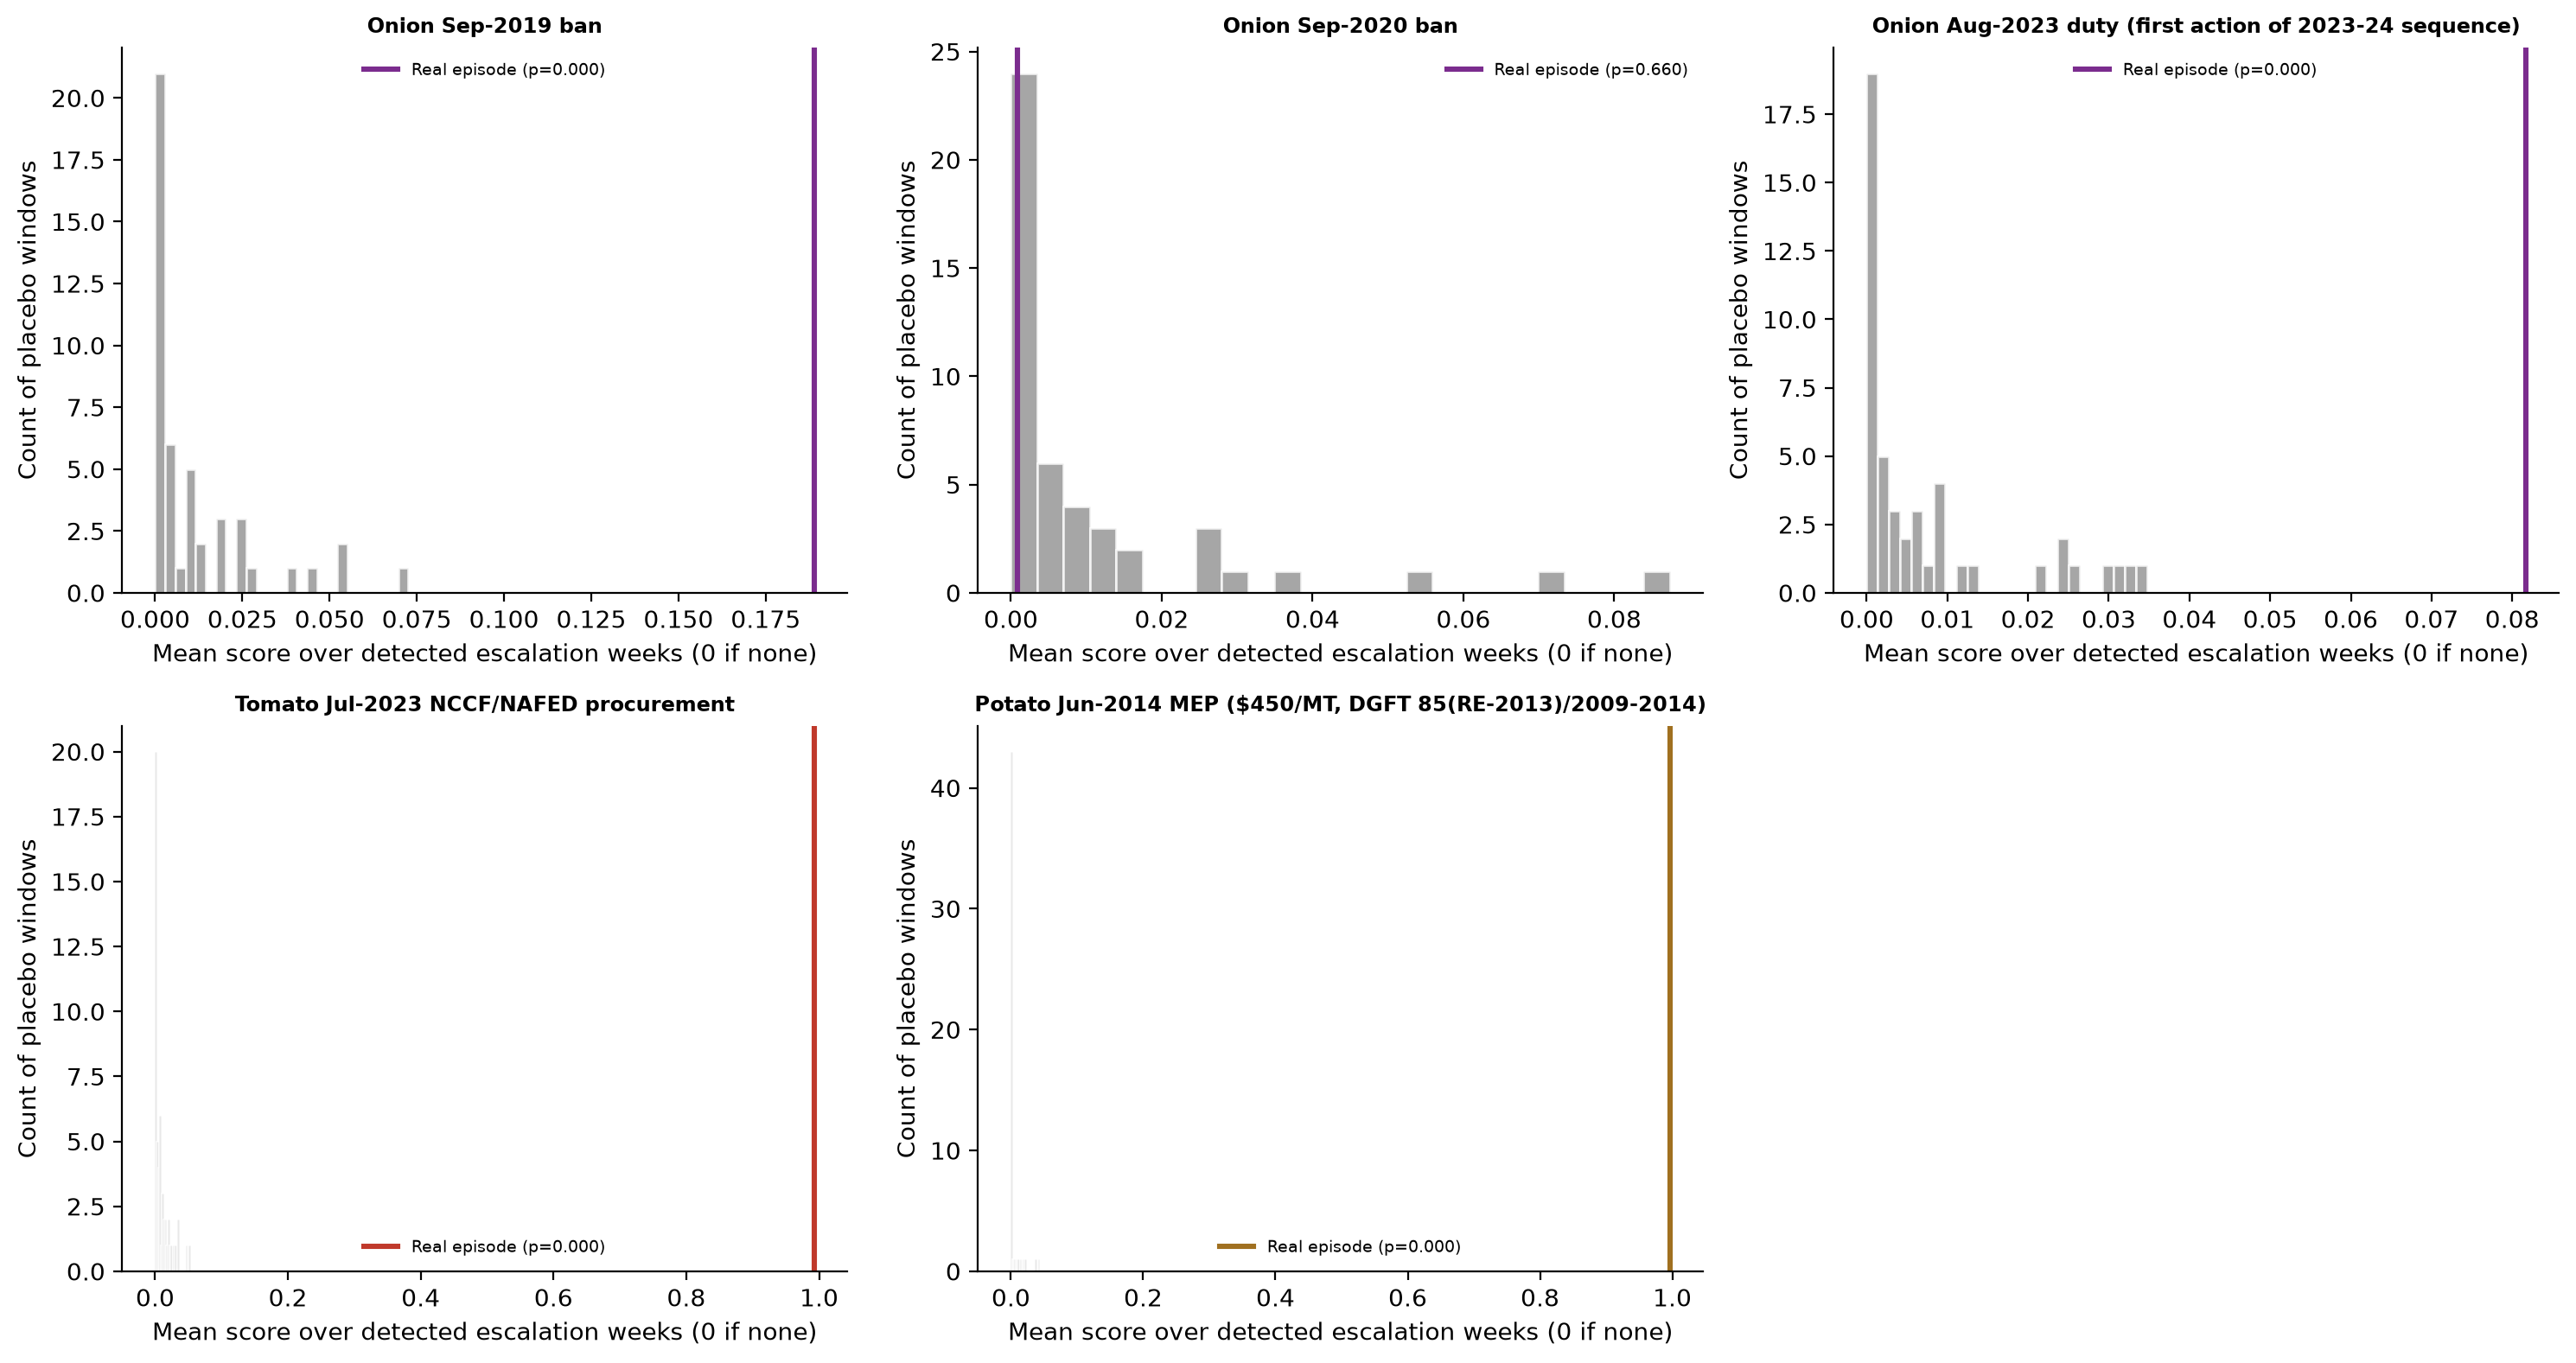 Onion Sep-2019 ban
Real episode (p=0.000)
Count of placebo windows
20.0
17.5
15.0
12.5
10.0
7.5
5.0
2.5
0.0
0.000 0.025 0.050 0.075 0.100 0.125 0.150 0.175
Mean score over detected escalation weeks (0 if none)
Onion Sep-2020 ban
Real episode (p=0.660)
Count of placebo windows
25
20
15
10
5
0
0.00 0.02 0.04 0.06 0.08
Mean score over detected escalation weeks (0 if none)
Onion Aug-2023 duty (first action of 2023-24 sequence)
Real episode (p=0.000)
Count of placebo windows
17.5
15.0
12.5
10.0
7.5
5.0
2.5
0.0
0.00 0.01 0.02 0.03 0.04 0.05 0.06 0.07 0.08
Mean score over detected escalation weeks (0 if none)
Tomato Jul-2023 NCCF/NAFED procurement
Count of placebo windows
20.0
17.5
15.0
12.5
10.0
7.5
5.0
2.5
0.0
Real episode (p=0.000)
0.0 0.2 0.4 0.6 0.8 1.0
Mean score over detected escalation weeks (0 if none)
Potato Jun-2014 MEP ($450/MT, DGFT 85(RE-2013)/2009-2014)
Count of placebo windows
40
30
20
10
0
Real episode (p=0.000)
0.0 0.2 0.4 0.6 0.8 1.0
Mean score over detected escalation weeks (0 if none)